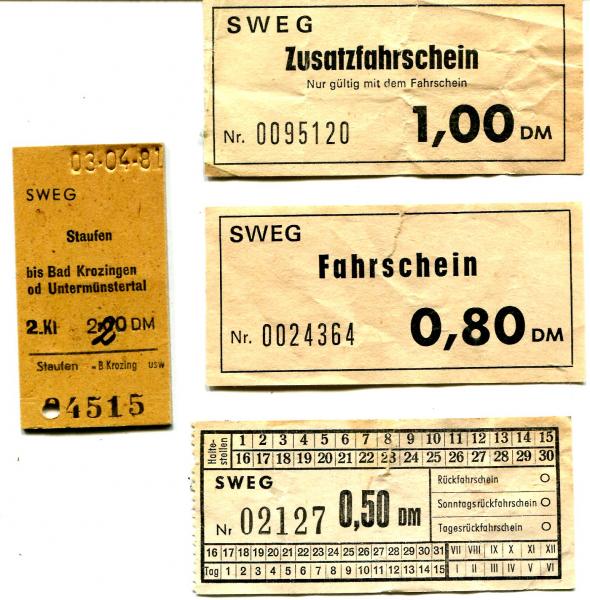 03·04·81
SWEG
Staufen
bis Bad Krozingen
od Untermünstertal
2.Kl DM
Staufen - B.Krozing usw
SWEG
Zusatzfahrschein
Nur gültig mit dem Fahrschein
Nr. 0095120 1,00 DM
SWEG
Fahrschein
Nr. 0024364 0,80 DM
Halte-
stellen
1 2 3 4 5 6 7 8 9 10 11 12 13 14 15
16 17 18 19 20 21 22 23 24 25 26 27 28 29 30
SWEG
Nr 02127 0,50 DM
Rückfahrschein
Sonntagsrückfahrschein
Tagesrückfahrschein
16 17 18 19 20 21 22 23 24 25 26 27 28 29 30 31 VII VIII IX X XI XII
Tag 1 2 3 4 5 6 7 8 9 10 11 12 13 14 15 I II III IV V VI